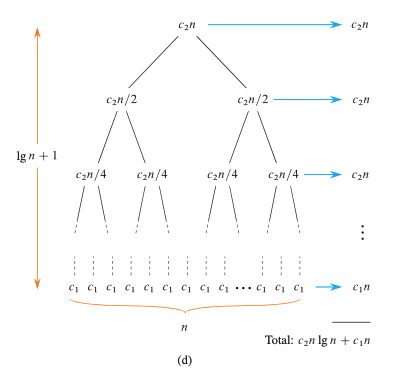 c₂n c₂n
c₂n/2 c₂n/2 c₂n
lg n + 1
c₂n/4 c₂n/4 c₂n/4 c₂n/4 c₂n
⋮
c₁ c₁ c₁ c₁ c₁ c₁ c₁ c₁ c₁ ••• c₁ c₁ c₁ c₁n
n
Total: c₂n lg n + c₁n
(d)